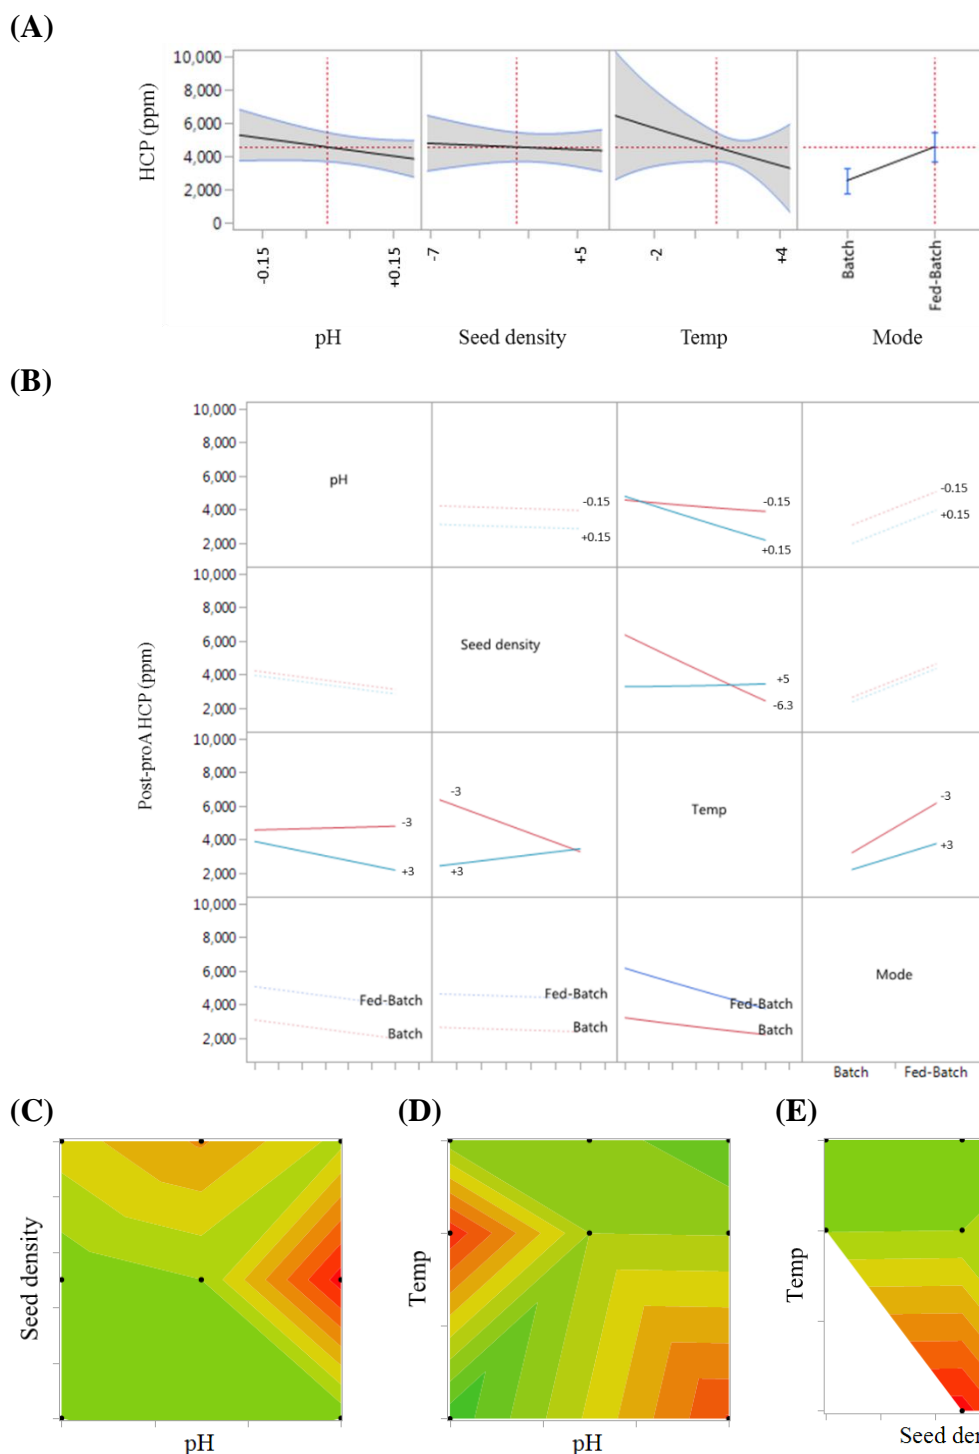 (A)
HCP (ppm)
10,000
8,000
6,000
4,000
2,000
0
-0.15
+0.15
-7
+5
-2
+4
Batch
Fed-Batch
pH
Seed density
Temp
Mode
(B)
Post-proA HCP (ppm)
10,000
8,000
6,000
4,000
2,000
pH
-0.15
+0.15
-0.15
+0.15
-0.15
+0.15
10,000
8,000
6,000
4,000
2,000
Seed density
+5
-6.3
10,000
8,000
6,000
4,000
2,000
-3
+3
-3
+3
Temp
-3
+3
10,000
8,000
6,000
4,000
2,000
Fed-Batch
Batch
Fed-Batch
Batch
Fed-Batch
Batch
Mode
Batch
Fed-Batch
(C)
(D)
(E)
Seed density
pH
Temp
pH
Temp
Seed